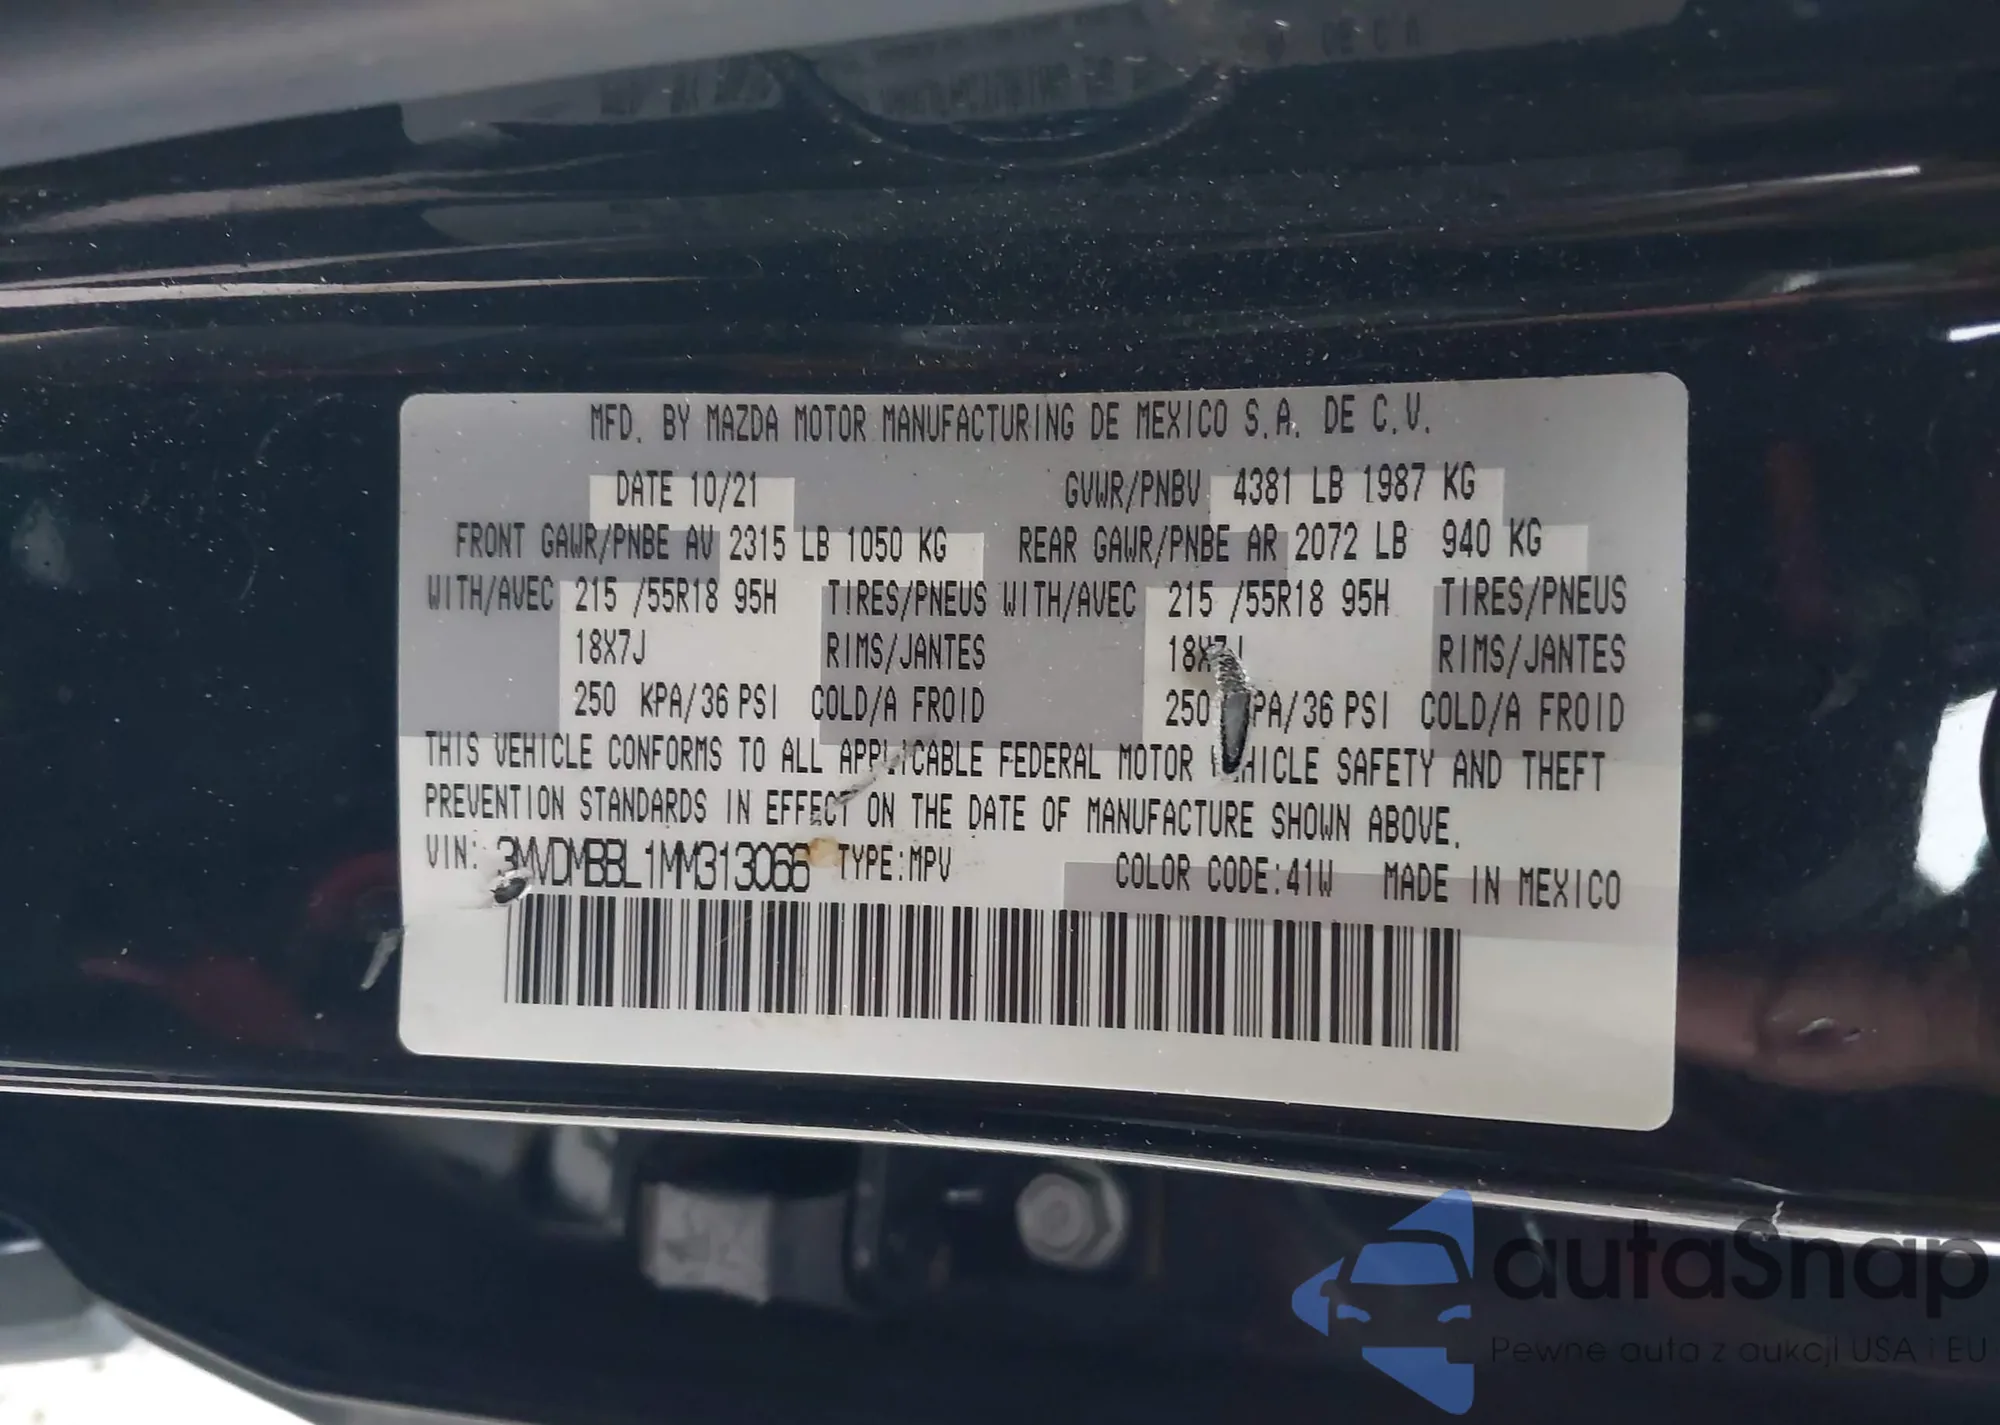 MFD. BY MAZDA MOTOR MANUFACTURING DE MEXICO S.A. DE C.V.
DATE 10/21 GVWR/PNBV 4381 LB 1987 KG
FRONT GAWR/PNBE AV 2315 LB 1050 KG REAR GAWR/PNBE AR 2072 LB 940 KG
WITH/AVEC 215 /55R18 95H TIRES/PNEUS WITH/AVEC 215 /55R18 95H TIRES/PNEUS
18X7J RIMS/JANTES 18X7J RIMS/JANTES
250 KPA/36 PSI COLD/A FROID 250 KPA/36 PSI COLD/A FROID
THIS VEHICLE CONFORMS TO ALL APPLICABLE FEDERAL MOTOR VEHICLE SAFETY AND THEFT
PREVENTION STANDARDS IN EFFECT ON THE DATE OF MANUFACTURE SHOWN ABOVE.
VIN: 3MVDMBBL1MM313066 TYPE:MPV COLOR CODE:41W MADE IN MEXICO
autaSnap
Pewne auta z aukcji USA i EU